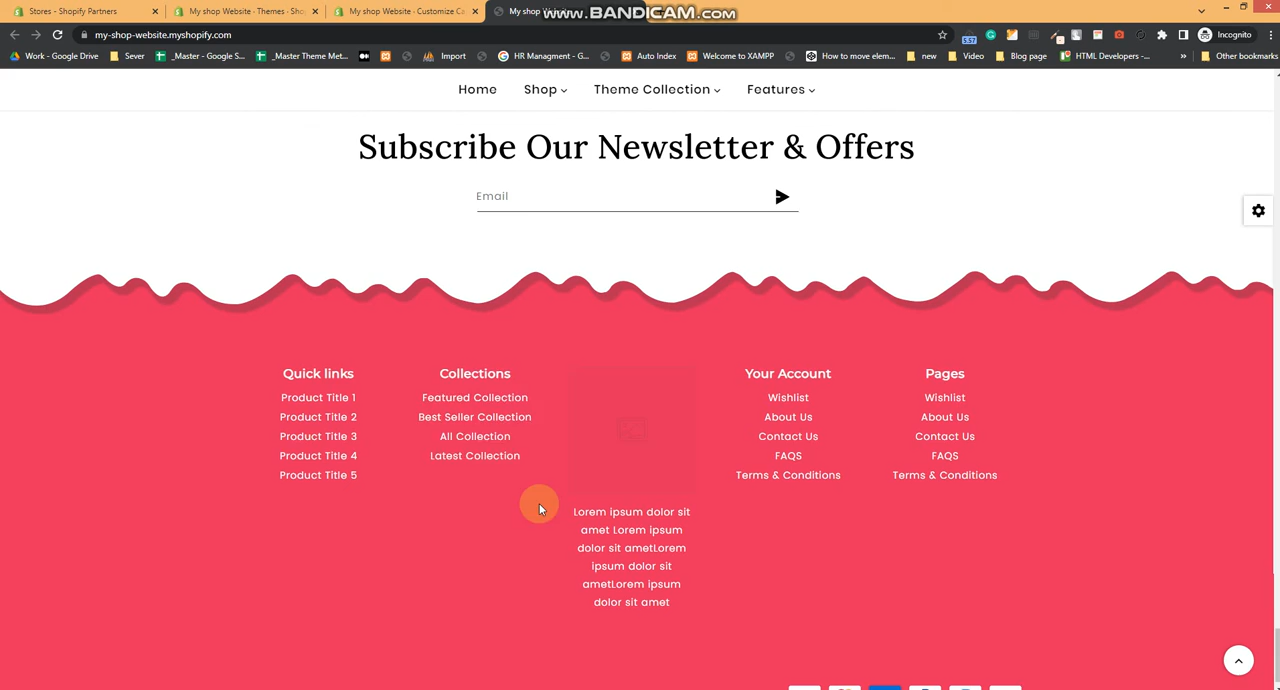 Stores - Shopify Partners
My shop Website - Themes - Sho
My shop Website - Customize Ca
My shop
www.BANDICAM.com
my-shop-website.myshopify.com
5.57
Incognito
Work - Google Drive
Sever
_Master - Google S...
_Master Theme Met...
Import
HR Managment - G...
Auto Index
Welcome to XAMPP
How to move elem...
new
Video
Blog page
HTML Developers -...
»
Other bookmarks
Home
Shop
Theme Collection
Features
Subscribe Our Newsletter & Offers
Email
Quick links
Product Title 1
Product Title 2
Product Title 3
Product Title 4
Product Title 5
Collections
Featured Collection
Best Seller Collection
All Collection
Latest Collection
Lorem ipsum dolor sit
amet Lorem ipsum
dolor sit ametLorem
ipsum dolor sit
ametLorem ipsum
dolor sit amet
Your Account
Wishlist
About Us
Contact Us
FAQS
Terms & Conditions
Pages
Wishlist
About Us
Contact Us
FAQS
Terms & Conditions